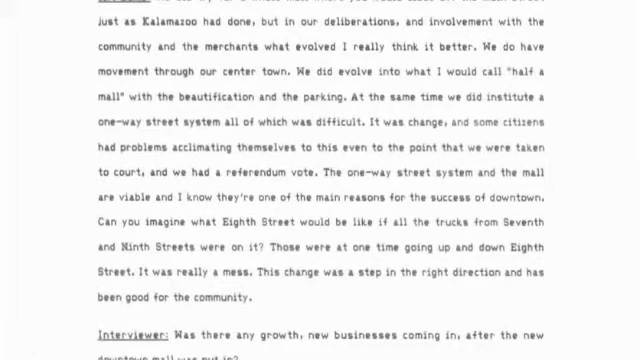 just as Kalamazoo had done, but in our deliberations, and involvement with the
community and the merchants what evolved I really think it better. We do have
movement through our center town. We did evolve into what I would call "half a
mall" with the beautification and the parking. At the same time we did institute a
one-way street system all of which was difficult. It was change, and some citizens
had problems acclimating themselves to this even to the point that we were taken
to court, and we had a referendum vote. The one-way street system and the mall
are viable and I know they're one of the main reasons for the success of downtown.
Can you imagine what Eighth Street would be like if all the trucks from Seventh
and Ninth Streets were on it? Those were at one time going up and down Eighth
Street. It was really a mess. This change was a step in the right direction and has
been good for the community.
Interviewer: Was there any growth, new businesses coming in, after the new
downtown mall was put in?